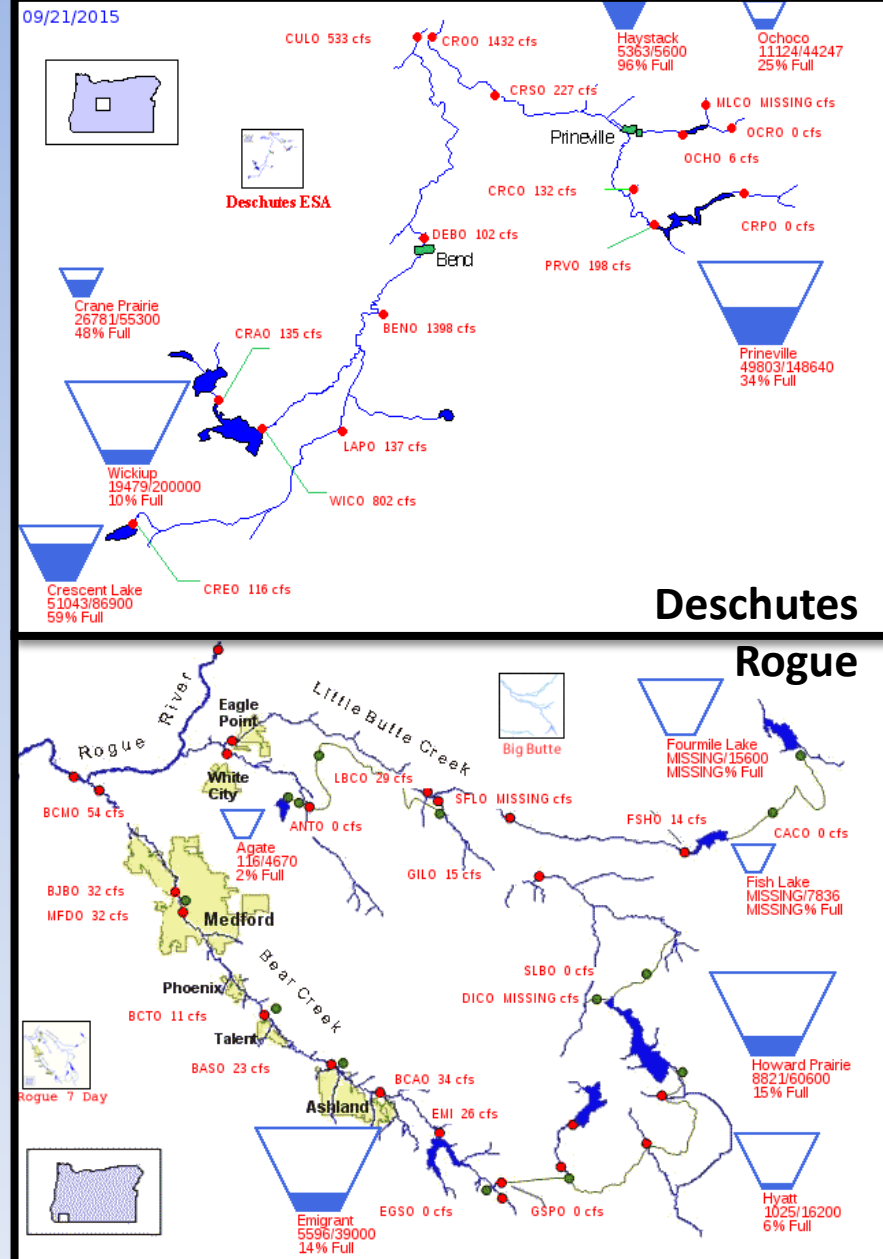 09/21/2015
CULO 533 cfs
CROO 1432 cfs
Haystack
5363/5600
96% Full
Ochoco
11124/44247
25% Full
CRSO 227 cfs
MLCO MISSING cfs
Prineville
OCRO 0 cfs
OCHO 6 cfs
Deschutes ESA
CRCO 132 cfs
CRPO 0 cfs
DEBO 102 cfs
Bend
PRVO 198 cfs
Crane Prairie
26781/55300
48% Full
BENO 1398 cfs
CRAO 135 cfs
Prineville
49803/148640
34% Full
LAPO 137 cfs
Wickiup
19479/200000
10% Full
WICO 802 cfs
Crescent Lake
51043/86900
59% Full
CREO 116 cfs
Deschutes
Rogue
Rogue River
Eagle
Point
Little Butte Creek
Big Butte
Fourmile Lake
MISSING/15600
MISSING% Full
White
City
LBCO 29 cfs
SFLO MISSING cfs
BCMO 54 cfs
ANTO 0 cfs
FSHO 14 cfs
CACO 0 cfs
Agate
116/4670
2% Full
GILO 15 cfs
Fish Lake
MISSING/7836
MISSING% Full
BJBO 32 cfs
MFDO 32 cfs
Medford
Bear Creek
SLBO 0 cfs
DICO MISSING cfs
Phoenix
BCTO 11 cfs
Talent
Howard Prairie
8821/60600
15% Full
BASO 23 cfs
Rogue 7 Day
BCAO 34 cfs
Ashland
EMI 26 cfs
EGSO 0 cfs
GSPO 0 cfs
Emigrant
5596/39000
14% Full
Hyatt
1025/16200
6% Full